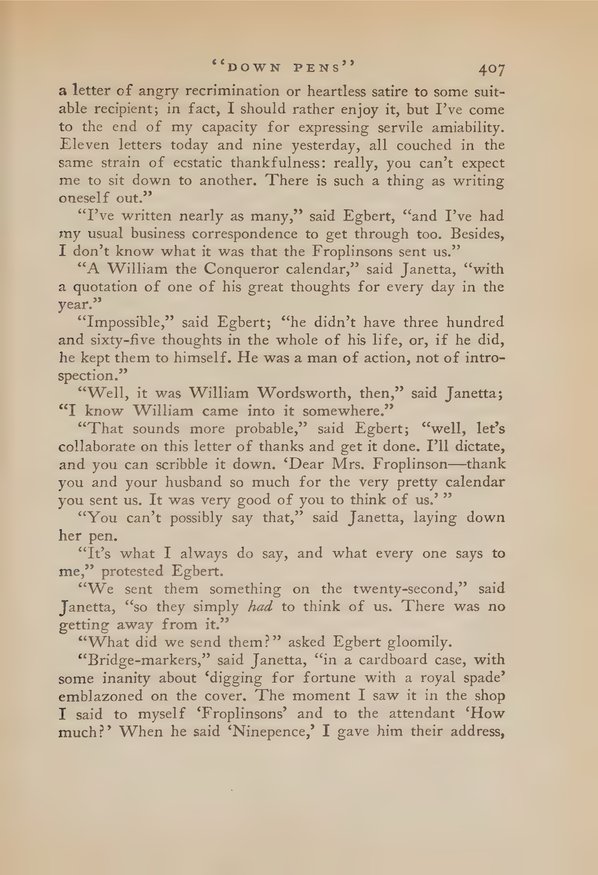 “DOWN PENS” 407
a letter of angry recrimination or heartless satire to some suit-
able recipient; in fact, I should rather enjoy it, but I’ve come
to the end of my capacity for expressing servile amiability.
Eleven letters today and nine yesterday, all couched in the
same strain of ecstatic thankfulness: really, you can’t expect
me to sit down to another. There is such a thing as writing
oneself out.”
“I’ve written nearly as many,” said Egbert, “and I’ve had
my usual business correspondence to get through too. Besides,
I don’t know what it was that the Froplinsons sent us.”
“A William the Conqueror calendar,” said Janetta, “with
a quotation of one of his great thoughts for every day in the
year.”
“Impossible,” said Egbert; “he didn’t have three hundred
and sixty-five thoughts in the whole of his life, or, if he did,
he kept them to himself. He was a man of action, not of intro-
spection.”
“Well, it was William Wordsworth, then,” said Janetta;
“I know William came into it somewhere.”
“That sounds more probable,” said Egbert; “well, let’s
collaborate on this letter of thanks and get it done. I’ll dictate,
and you can scribble it down. ‘Dear Mrs. Froplinson—thank
you and your husband so much for the very pretty calendar
you sent us. It was very good of you to think of us.’ ”
“You can’t possibly say that,” said Janetta, laying down
her pen.
“It’s what I always do say, and what every one says to
me,” protested Egbert.
“We sent them something on the twenty-second,” said
Janetta, “so they simply had to think of us. There was no
getting away from it.”
“What did we send them?” asked Egbert gloomily.
“Bridge-markers,” said Janetta, “in a cardboard case, with
some inanity about ‘digging for fortune with a royal spade’
emblazoned on the cover. The moment I saw it in the shop
I said to myself ‘Froplinsons’ and to the attendant ‘How
much?’ When he said ‘Ninepence,’ I gave him their address,